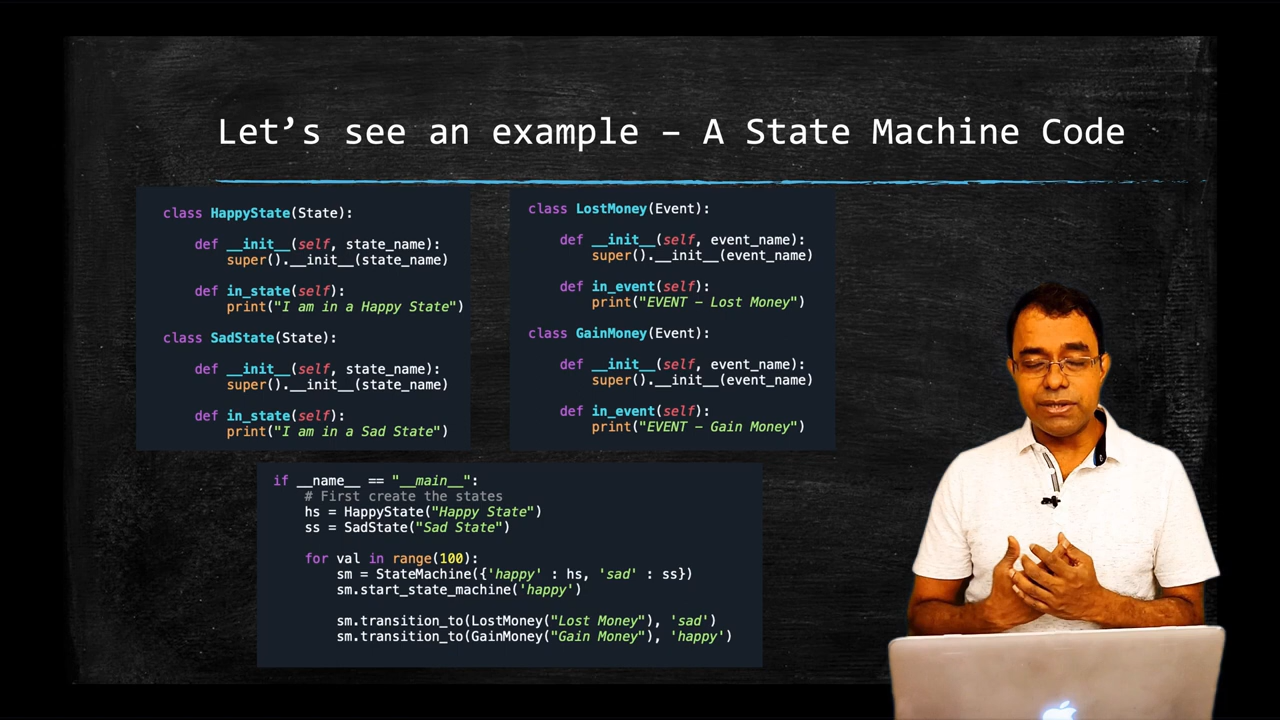 Let’s see an example – A State Machine Code
class HappyState(State):
def __init__(self, state_name):
super().__init__(state_name)
def in_state(self):
print("I am in a Happy State")
class SadState(State):
def __init__(self, state_name):
super().__init__(state_name)
def in_state(self):
print("I am in a Sad State")
class LostMoney(Event):
def __init__(self, event_name):
super().__init__(event_name)
def in_event(self):
print("EVENT – Lost Money")
class GainMoney(Event):
def __init__(self, event_name):
super().__init__(event_name)
def in_event(self):
print("EVENT – Gain Money")
if __name__ == "__main__":
# First create the states
hs = HappyState("Happy State")
ss = SadState("Sad State")
for val in range(100):
sm = StateMachine({'happy' : hs, 'sad' : ss})
sm.start_state_machine('happy')
sm.transition_to(LostMoney("Lost Money"), 'sad')
sm.transition_to(GainMoney("Gain Money"), 'happy')